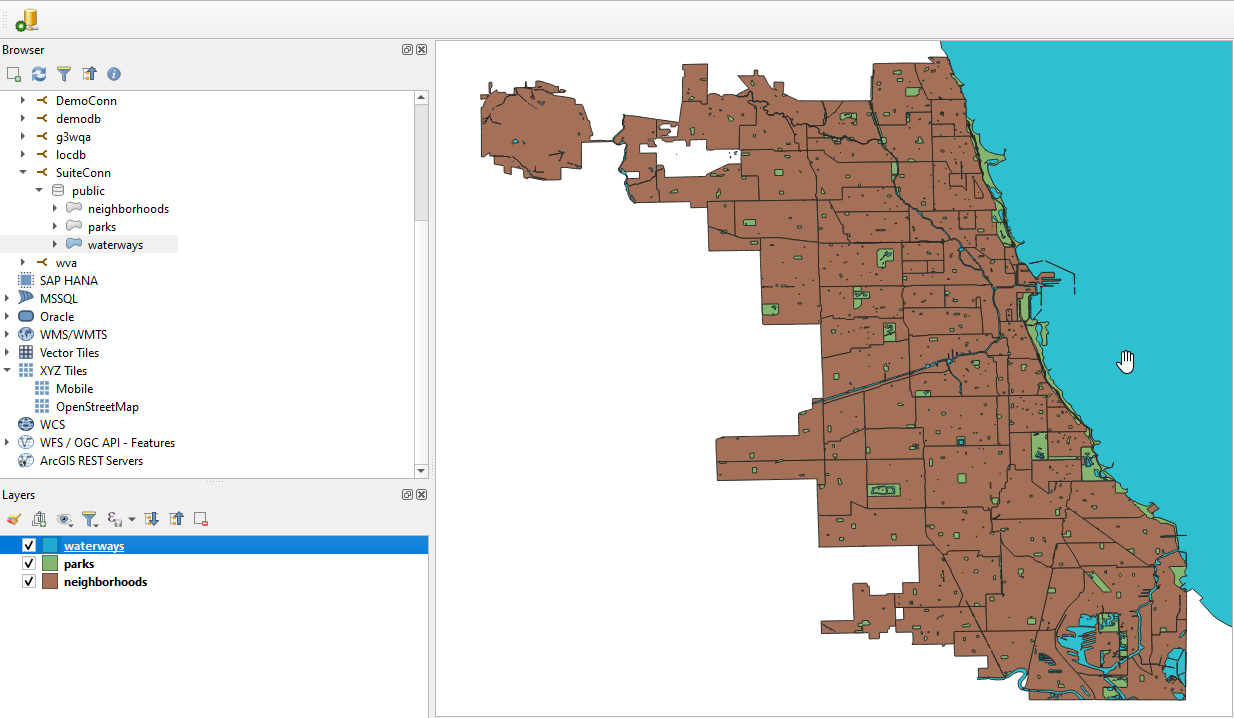 Browser
DemoConn
demodb
g3wqa
locdb
SuiteConn
public
neighborhoods
parks
waterways
wva
SAP HANA
MSSQL
Oracle
WMS/WMTS
Vector Tiles
XYZ Tiles
Mobile
OpenStreetMap
WCS
WFS / OGC API - Features
ArcGIS REST Servers
Layers
waterways
parks
neighborhoods